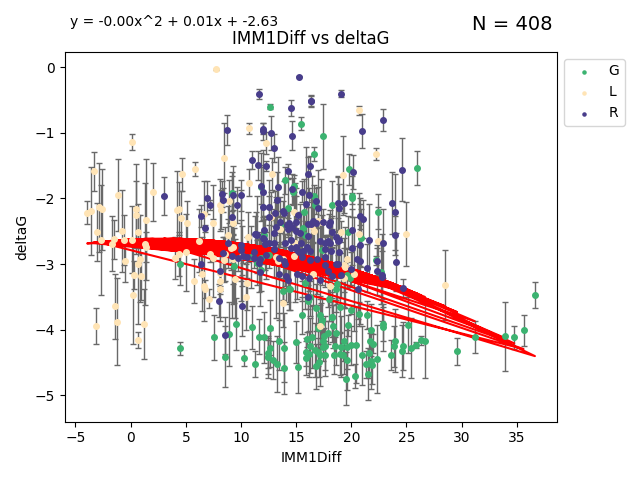 y = -0.00x^2 + 0.01x + -2.63
N = 408
IMM1Diff vs deltaG
G
L
R
deltaG
0
−1
−2
−3
−4
−5
−5 0 5 10 15 20 25 30 35
IMM1Diff